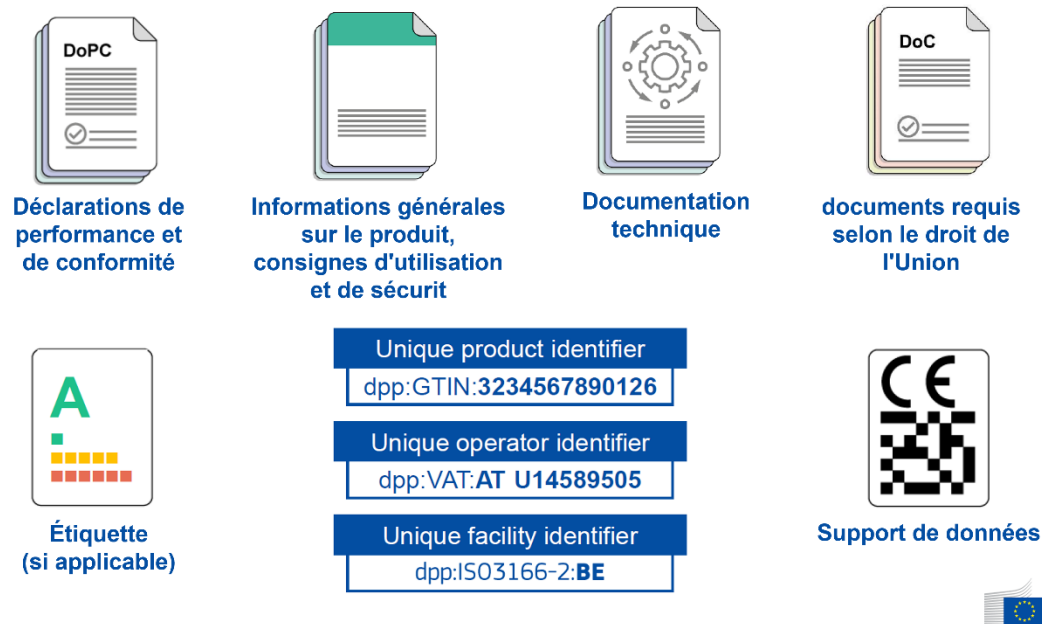 DoPC
Déclarations de
performance et
de conformité
Informations générales
sur le produit,
consignes d'utilisation
et de sécurit
Documentation
technique
DoC
documents requis
selon le droit de
l'Union
A
Étiquette
(si applicable)
Unique product identifier
dpp:GTIN:3234567890126
Unique operator identifier
dpp:VAT:AT U14589505
Unique facility identifier
dpp:ISO3166-2:BE
CE
Support de données